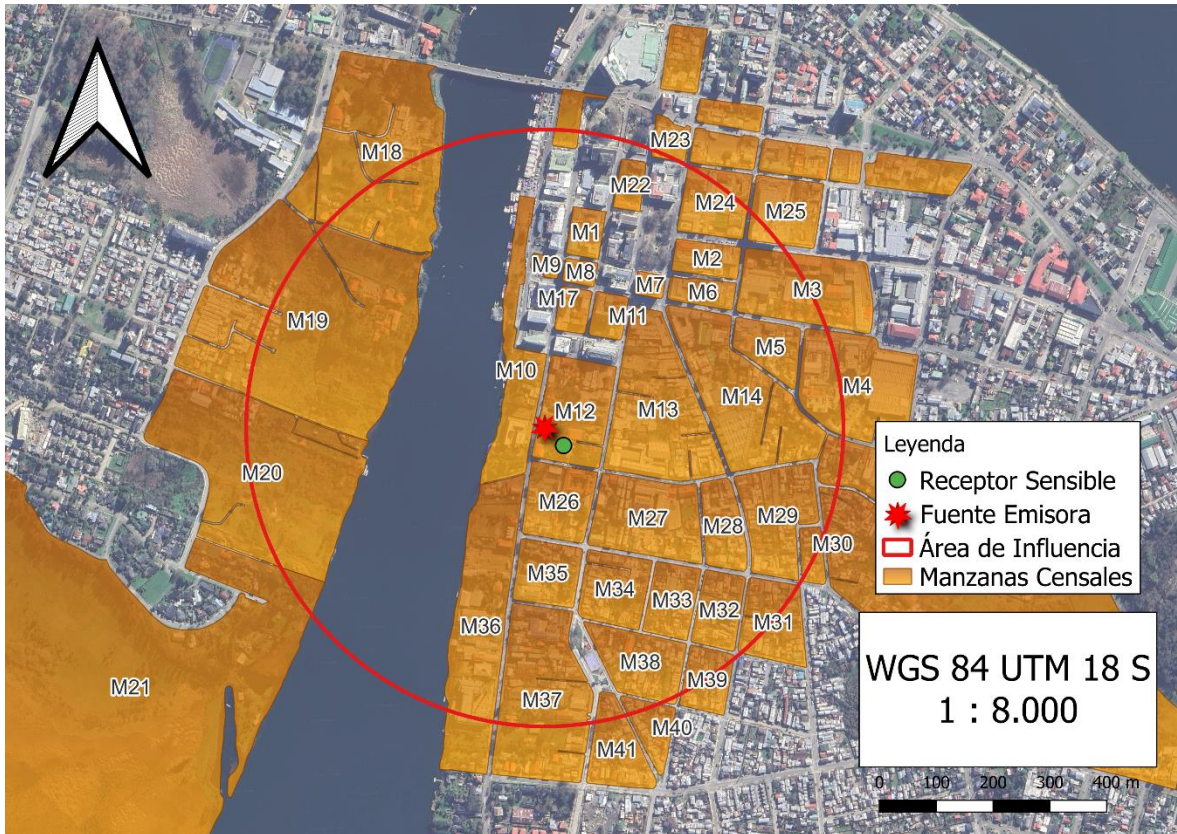 M23
M18
M22
M24
M25
M1
M2
M9
M8
M7
M6
M3
M17
M11
M19
M5
M10
M4
M12
M13
M14
M20
M26
M27
M28
M29
M30
M35
M34
M33
M32
M31
M36
M38
M39
M21
M37
M40
M41
Leyenda
Receptor Sensible
Fuente Emisora
Área de Influencia
Manzanas Censales
WGS 84 UTM 18 S
1 : 8.000
0 100 200 300 400 m